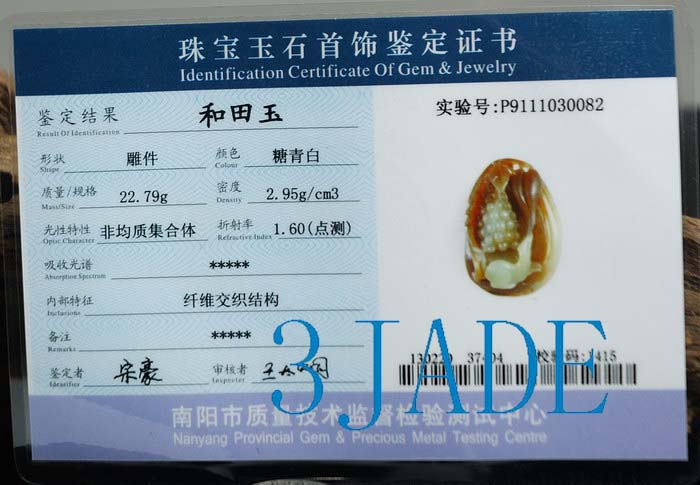 珠宝玉石首饰鉴定证书
Identification Certificate Of Gem & Jewelry
鉴定结果 和田玉
Result Of Identification
实验号:P9111030082
形状 雕件 颜色 糖青白
Shape Colour
质量/规格 22.79g 密度 2.95g/cm3
Mass/Size Density
光性特性 非均质集合体 折射率 1.60(点测)
Optic Character Refractive Index
吸收光谱 *****
Absorption Spectrum
内部特征 纤维交织结构
Inclusions
备注 *****
Remarks
鉴定者 宋豪 审核者
Identifier Inspector
3 JADE
南阳市质量技术监督检验测试中心
Nanyang Provincial Gem & Precious Metal Testing Centre